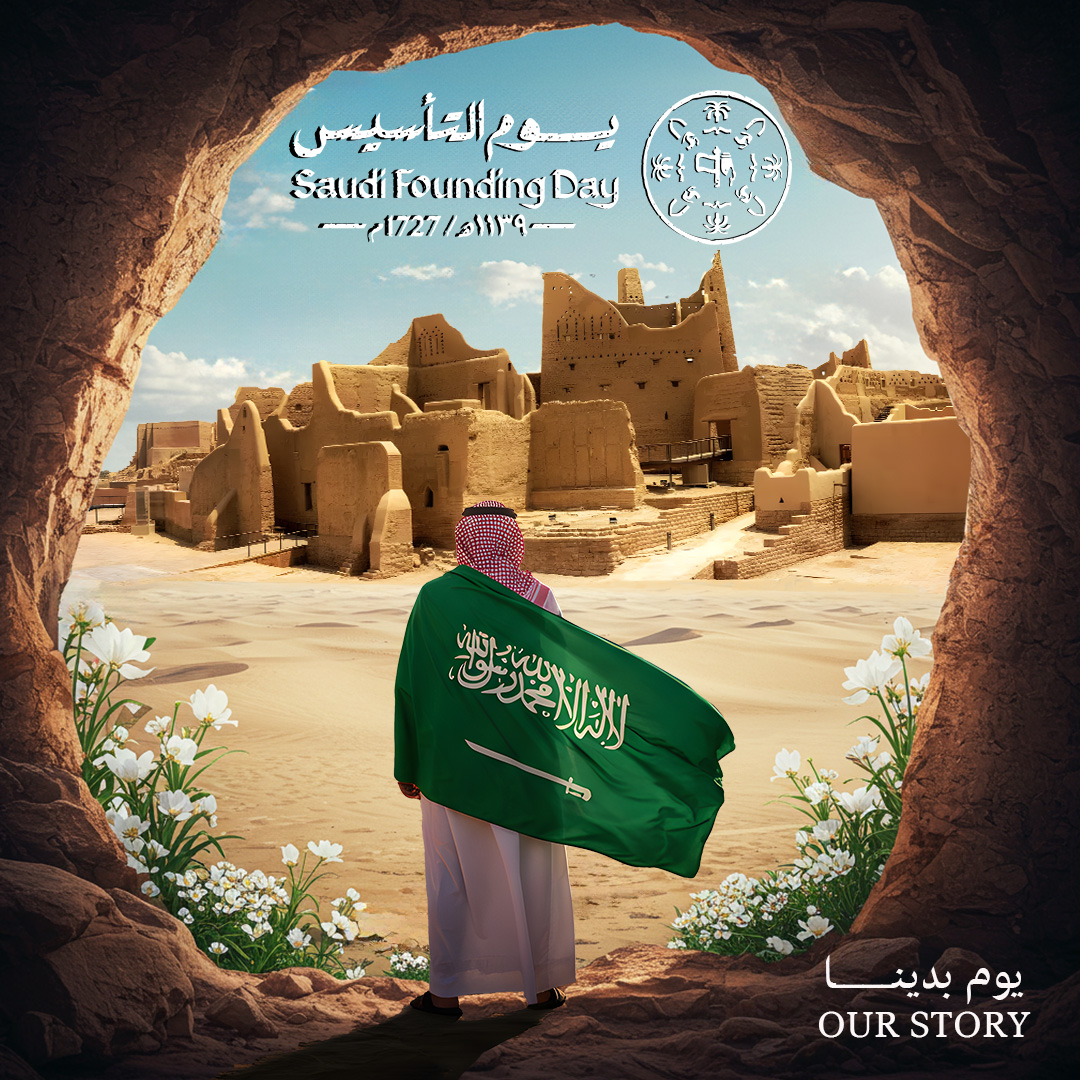 يوم التأسيس
Saudi Founding Day
١١٣٩هـ / 1727م
لا إله إلا الله محمد رسول الله
يوم بدينا
OUR STORY